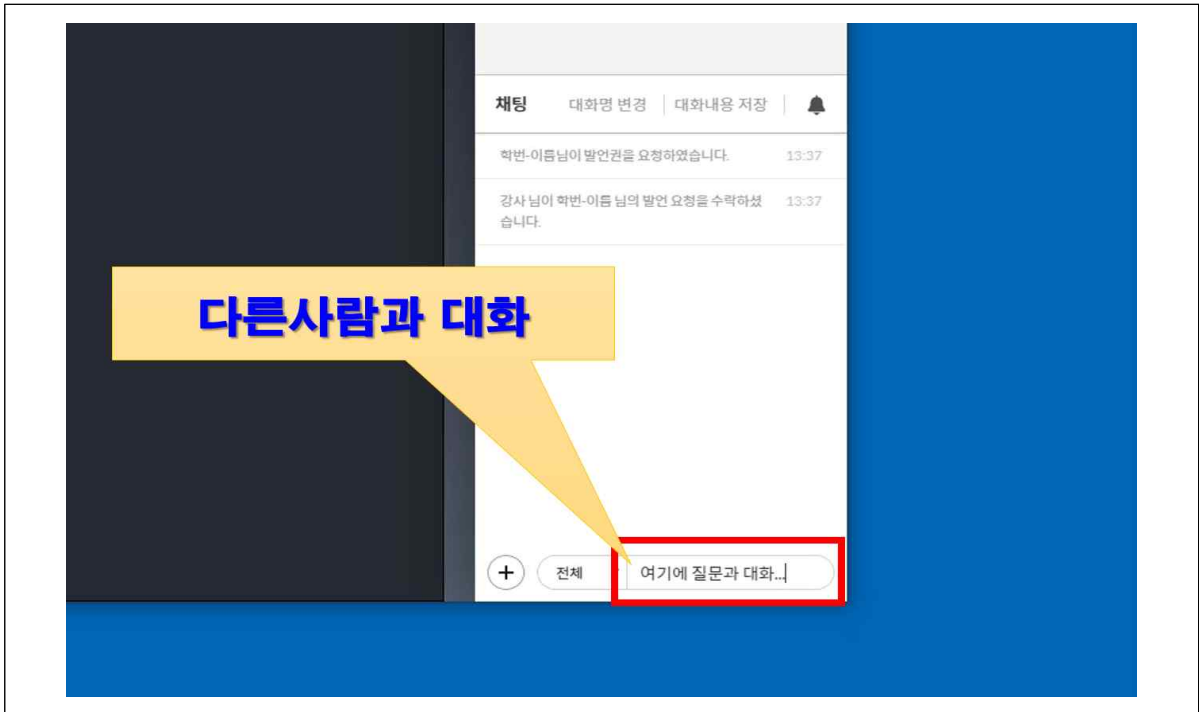 채팅 대화명 변경 대화내용 저장
학번-이름님이 발언권을 요청하였습니다. 13:37
강사 님이 학번-이름 님의 발언 요청을 수락하셨 13:37
습니다.
다른사람과 대화
전체 여기에 질문과 대화...